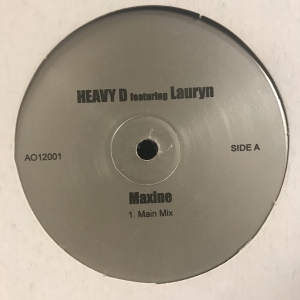 HEAVY D featuring Lauryn
AO12001
SIDE A
Maxine
1. Main Mix